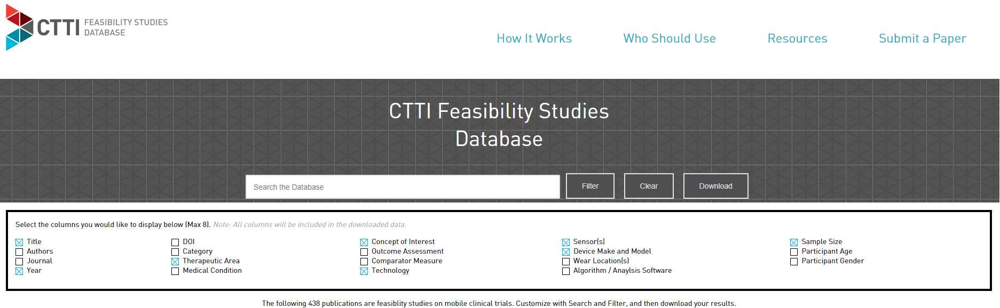 CTTI FEASIBILITY STUDIES
DATABASE
How It Works Who Should Use Resources Submit a Paper
CTTI Feasibility Studies
Database
Search the Database Filter Clear Download
Select the columns you would like to display below (Max 8). Note: All columns will be included in the downloaded data.
Title DOI Concept of Interest Sensor(s) Sample Size
Authors Category Outcome Assessment Device Make and Model Participant Age
Journal Therapeutic Area Comparator Measure Wear Location(s) Participant Gender
Year Medical Condition Technology Algorithm / Anaylsis Software
The following 438 publications are feasiblity studies on mobile clinical trials. Customize with Search and Filter, and then download your results.